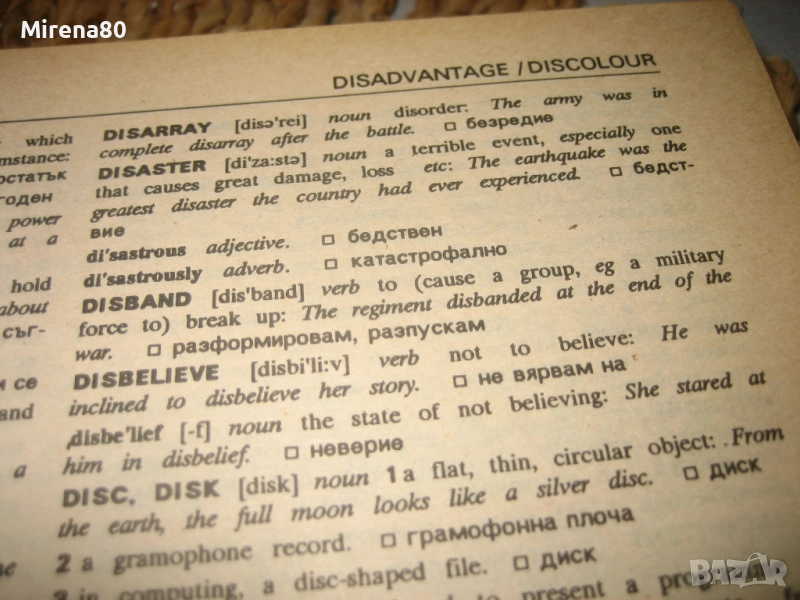 Mirena80
DISADVANTAGE / DISCOLOUR
which
DISARRAY [disə'rei] noun disorder: The army was in
complete disarray after the battle. □ безредие
DISASTER [di'za:stə] noun a terrible event, especially one
that causes great damage, loss etc: The earthquake was the
greatest disaster the country had ever experienced. □ бедст-
вие
di'sastrous adjective. □ бедствен
di'sastrously adverb. □ катастрофално
DISBAND [dis'band] verb to (cause a group, eg a military
force to) break up: The regiment disbanded at the end of the
war. □ разформировам, разпускам
DISBELIEVE [disbi'li:v] verb not to believe: He was
inclined to disbelieve her story. □ не вярвам на
disbe'lief [-f] noun the state of not believing: She stared at
him in disbelief. □ неверие
DISC, DISK [disk] noun 1 a flat, thin, circular object: From
the earth, the full moon looks like a silver disc. □ диск
2 a gramophone record. □ грамофонна плоча
3 in computing, a disc-shaped file. □ диск
to present a
power
at a
hold
about
съг-
се
and
a
BAZAR.bg